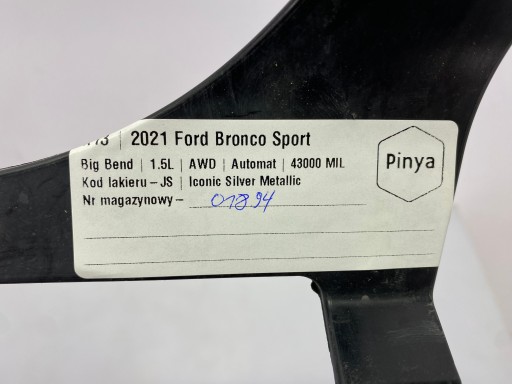 2021 Ford Bronco Sport
Big Bend | 1.5L | AWD | Automat | 43000 MIL
Kod lakieru – JS | Iconic Silver Metallic
Nr magazynowy – 01894
Pinya